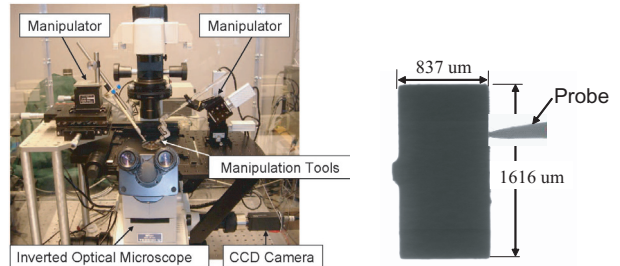 Manipulator
Manipulator
Manipulation Tools
Inverted Optical Microscope
CCD Camera
837 um
Probe
1616 um